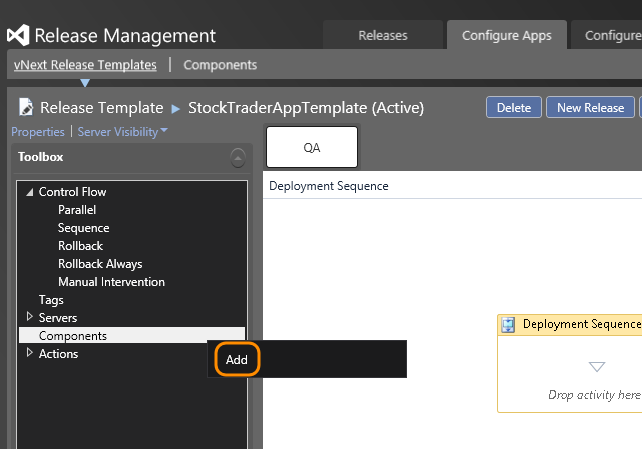 Release Management
Releases
Configure Apps
Configure
vNext Release Templates | Components
Release Template ▸ StockTraderAppTemplate (Active)
Delete
New Release
Properties | Server Visibility
Toolbox
QA
Deployment Sequence
Control Flow
Parallel
Sequence
Rollback
Rollback Always
Manual Intervention
Tags
Servers
Components
Actions
Add
Deployment Sequence
Drop activity here